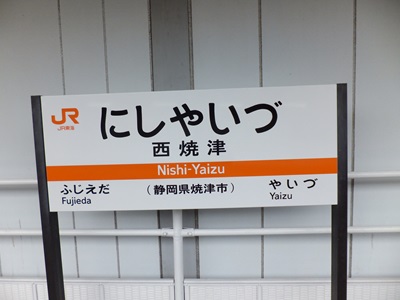 JR
JR東海
にしやいづ
西焼津
Nishi-Yaizu
ふじえだ (静岡県焼津市) やいづ
Fujieda Yaizu